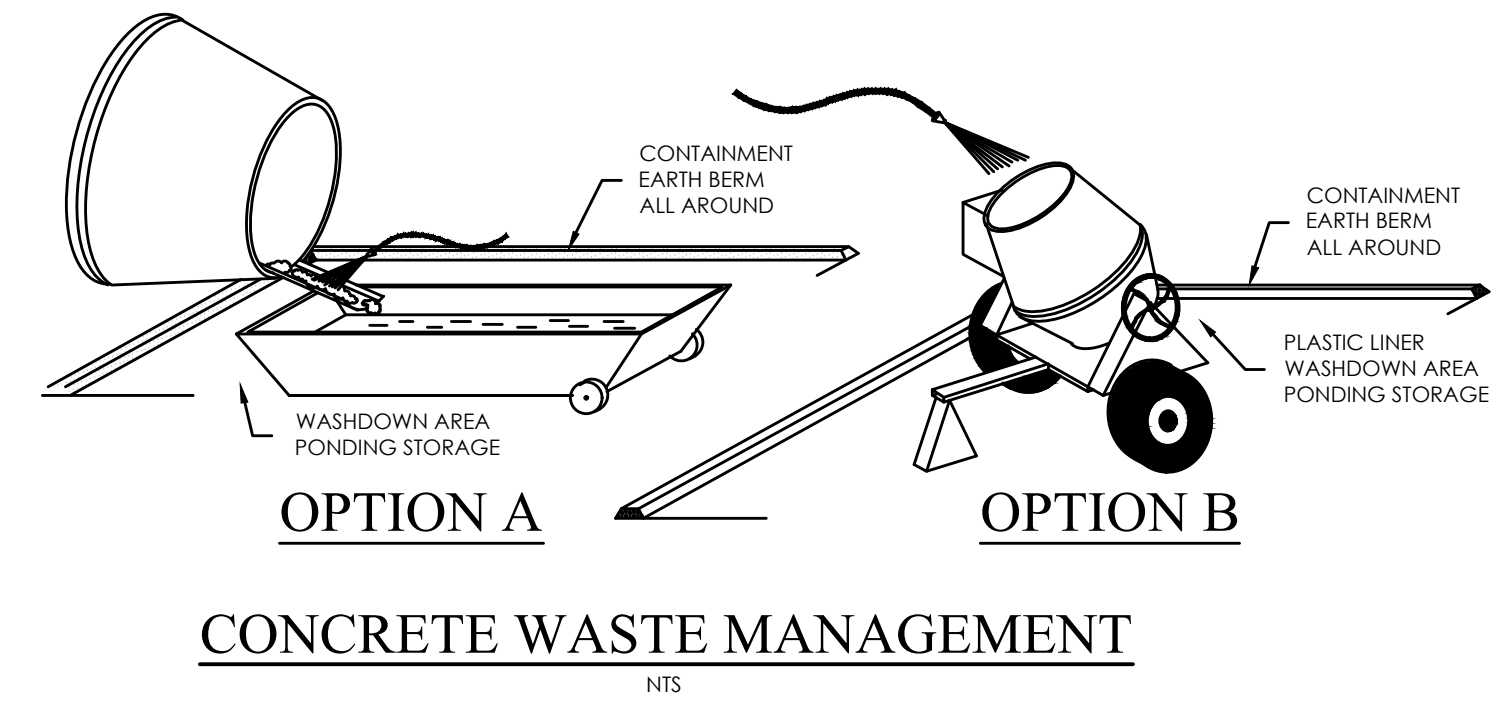 CONTAINMENT
EARTH BERM
ALL AROUND
WASHDOWN AREA
PONDING STORAGE
OPTION A
CONTAINMENT
EARTH BERM
ALL AROUND
PLASTIC LINER
WASHDOWN AREA
PONDING STORAGE
OPTION B
CONCRETE WASTE MANAGEMENT
NTS